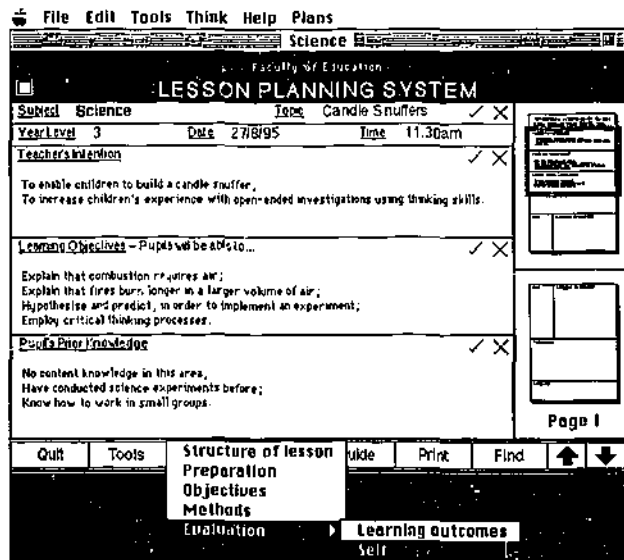 File Edit Tools Think Help Plans
Science
Faculty of Education
LESSON PLANNING SYSTEM
Subject Science Topic Candle Snuffers
Year Level 3 Date 27/8/95 Time 11.30am
Teacher's Intention
To enable children to build a candle snuffer,
To increase children's experience with open-ended investigations using thinking skills.
Learning Objectives – Pupils will be able to...
Explain that combustion requires air;
Explain that fires burn longer in a larger volume of air;
Hypothesise and predict, in order to implement an experiment;
Employ critical thinking processes.
Pupil's Prior Knowledge
No content knowledge in this area,
Have conducted science experiments before;
Know how to work in small groups.
Page 1
Quit Tools uide Print Find
Structure of lesson
Preparation
Objectives
Methods
Evaluation
Learning outcomes
Self